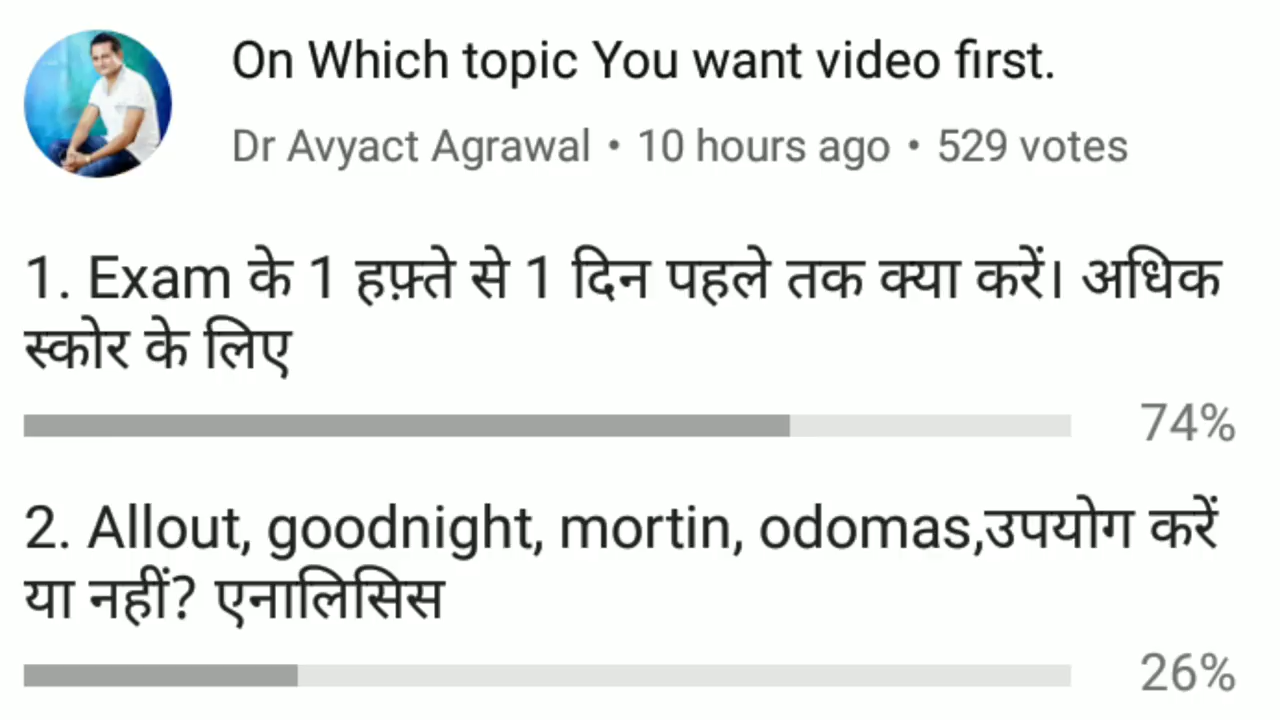 On Which topic You want video first.
Dr Avyact Agrawal • 10 hours ago • 529 votes
1. Exam के 1 हफ़्ते से 1 दिन पहले तक क्या करें। अधिक
स्कोर के लिए
74%
2. Allout, goodnight, mortin, odomas,उपयोग करें
या नहीं? एनालिसिस
26%